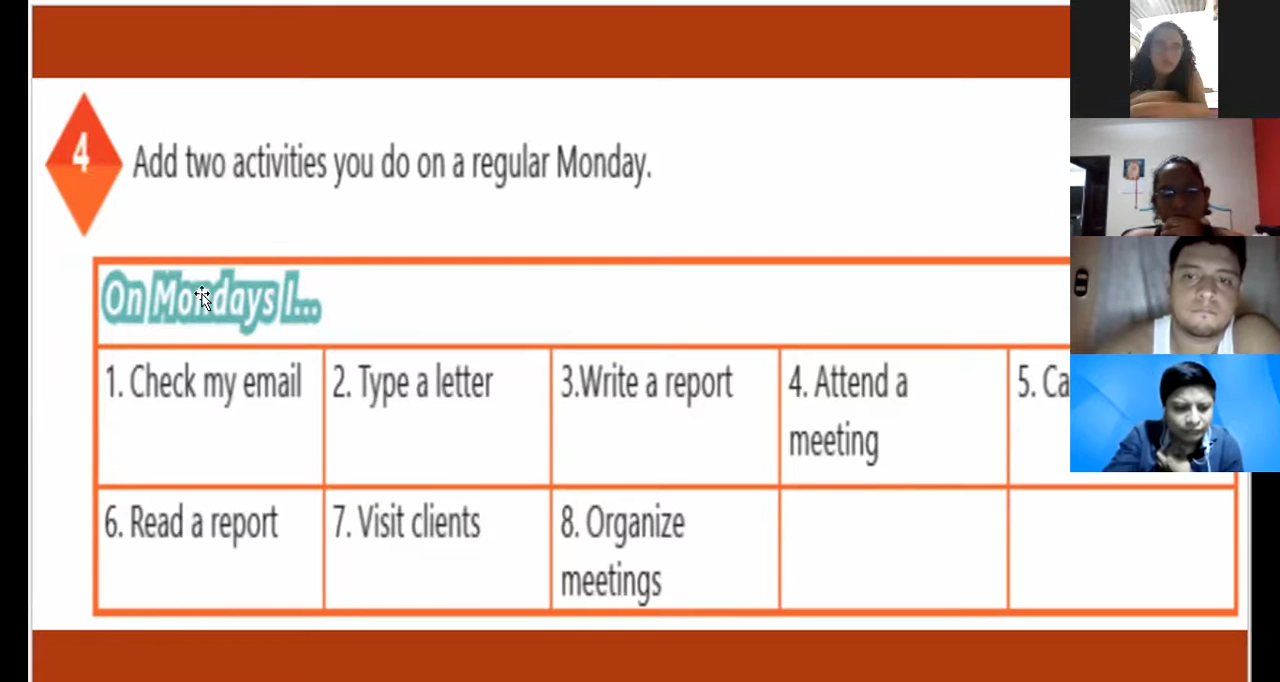 4
Add two activities you do on a regular Monday.
On Mondays I...
1. Check my email
2. Type a letter
3.Write a report
4. Attend a
meeting
5.
6. Read a report
7. Visit clients
8. Organize
meetings